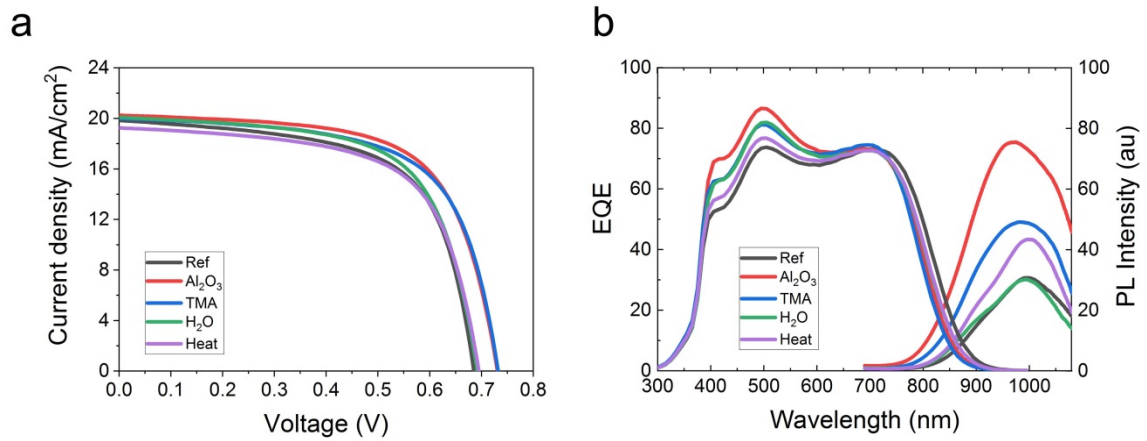 a
Current density (mA/cm²)
24
20
16
12
8
4
0
Ref
Al₂O₃
TMA
H₂O
Heat
0.0 0.1 0.2 0.3 0.4 0.5 0.6 0.7 0.8
Voltage (V)
b
EQE
100
80
60
40
20
0
Ref
Al₂O₃
TMA
H₂O
Heat
100
80
60
40
20
0
PL Intensity (au)
300 400 500 600 700 800 900 1000
Wavelength (nm)